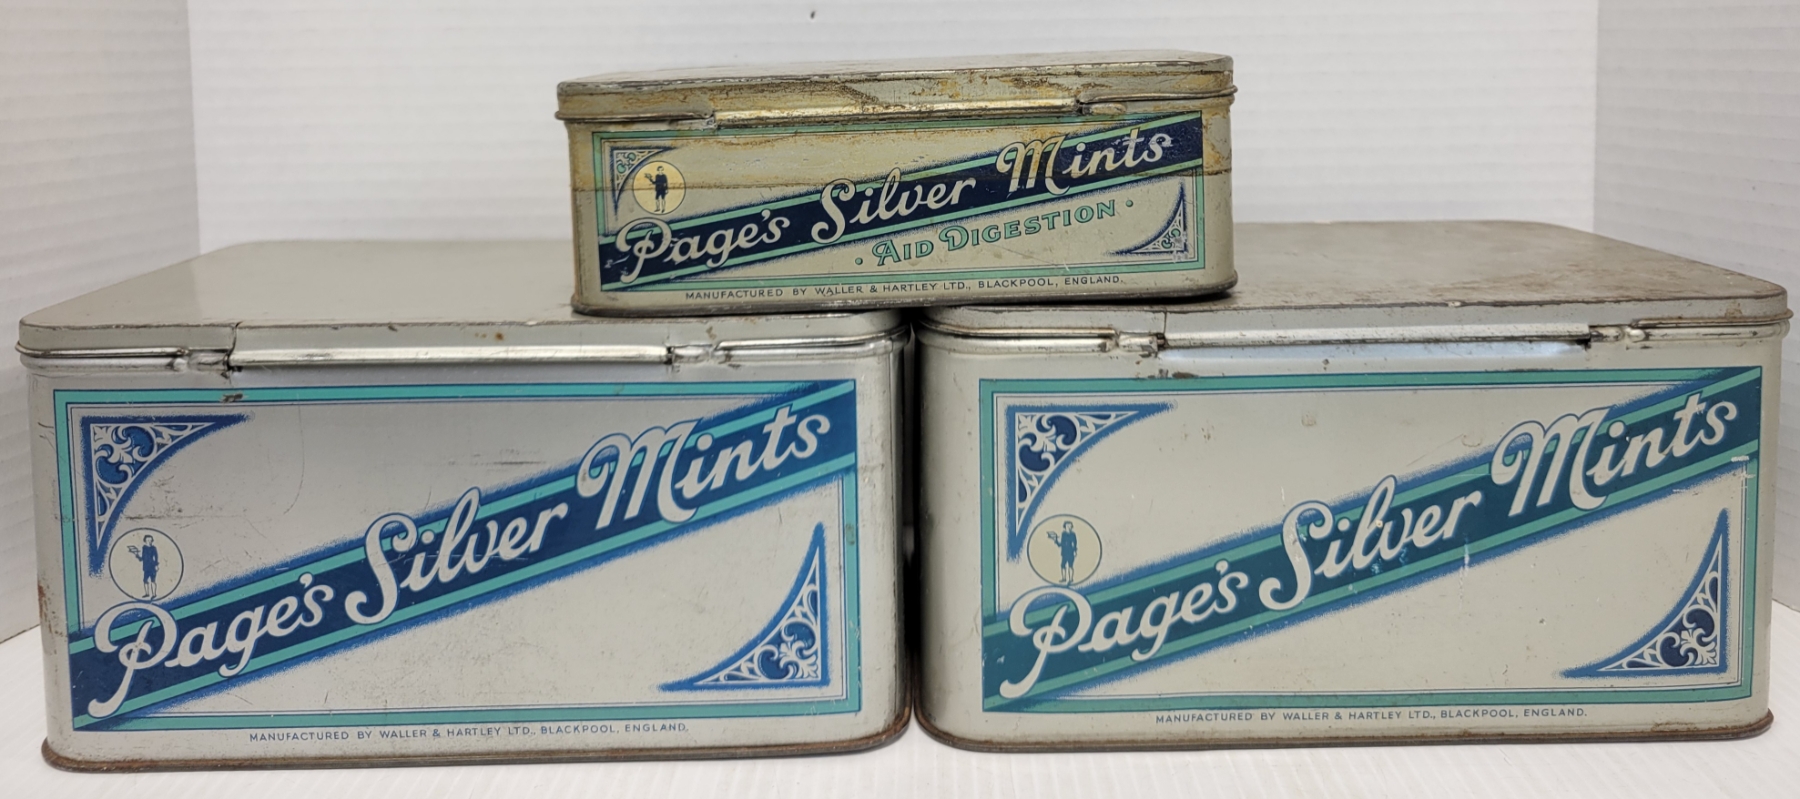 Page's Silver Mints
• AID DIGESTION •
MANUFACTURED BY WALLER & HARTLEY LTD., BLACKPOOL, ENGLAND.
Page's Silver Mints
MANUFACTURED BY WALLER & HARTLEY LTD., BLACKPOOL, ENGLAND.
Page's Silver Mints
MANUFACTURED BY WALLER & HARTLEY LTD., BLACKPOOL, ENGLAND.